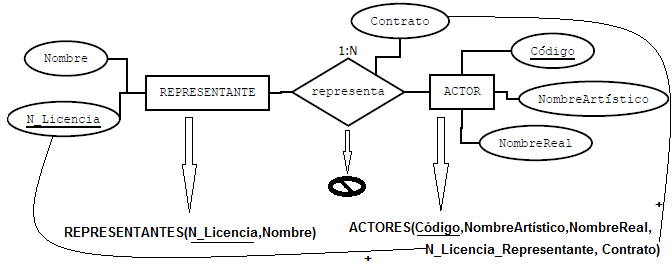 Contrato
1:N
Nombre
Código
REPRESENTANTE
representa
ACTOR
NombreArtístico
N_Licencia
NombreReal
+
REPRESENTANTES(N_Licencia,Nombre)
ACTORES(Código,NombreArtístico,NombreReal,
N_Licencia_Representante, Contrato)
+